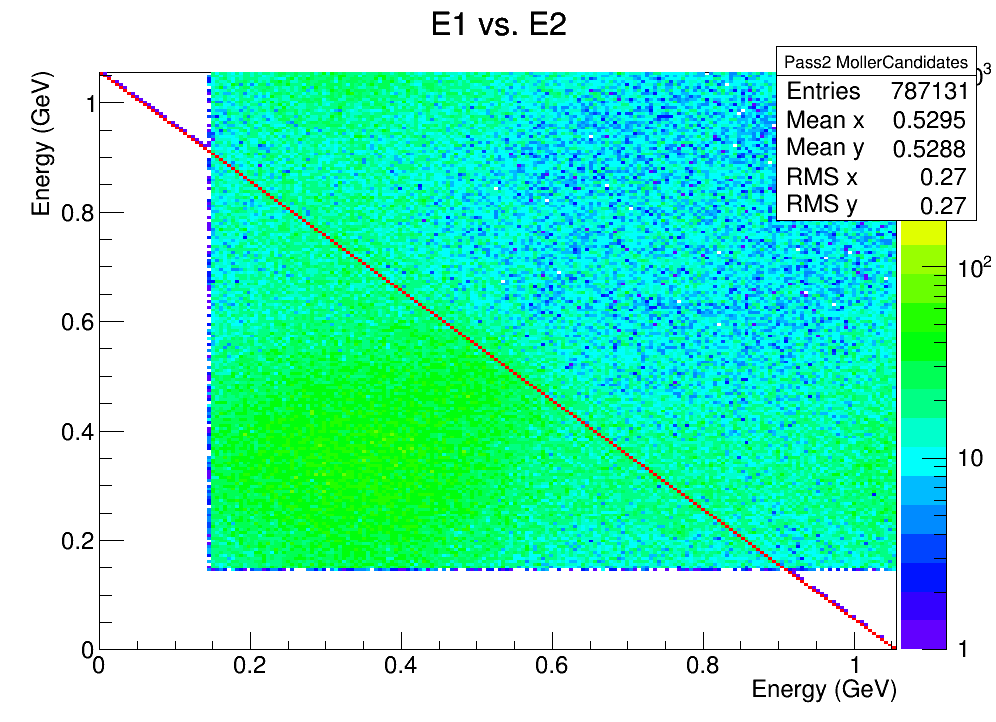 E1 vs. E2
Pass2 MollerCandidates
Entries 787131
Mean x 0.5295
Mean y 0.5288
RMS x 0.27
RMS y 0.27
Energy (GeV)
1
0.8
0.6
0.4
0.2
0
0 0.2 0.4 0.6 0.8 1
Energy (GeV)
10²
10
1